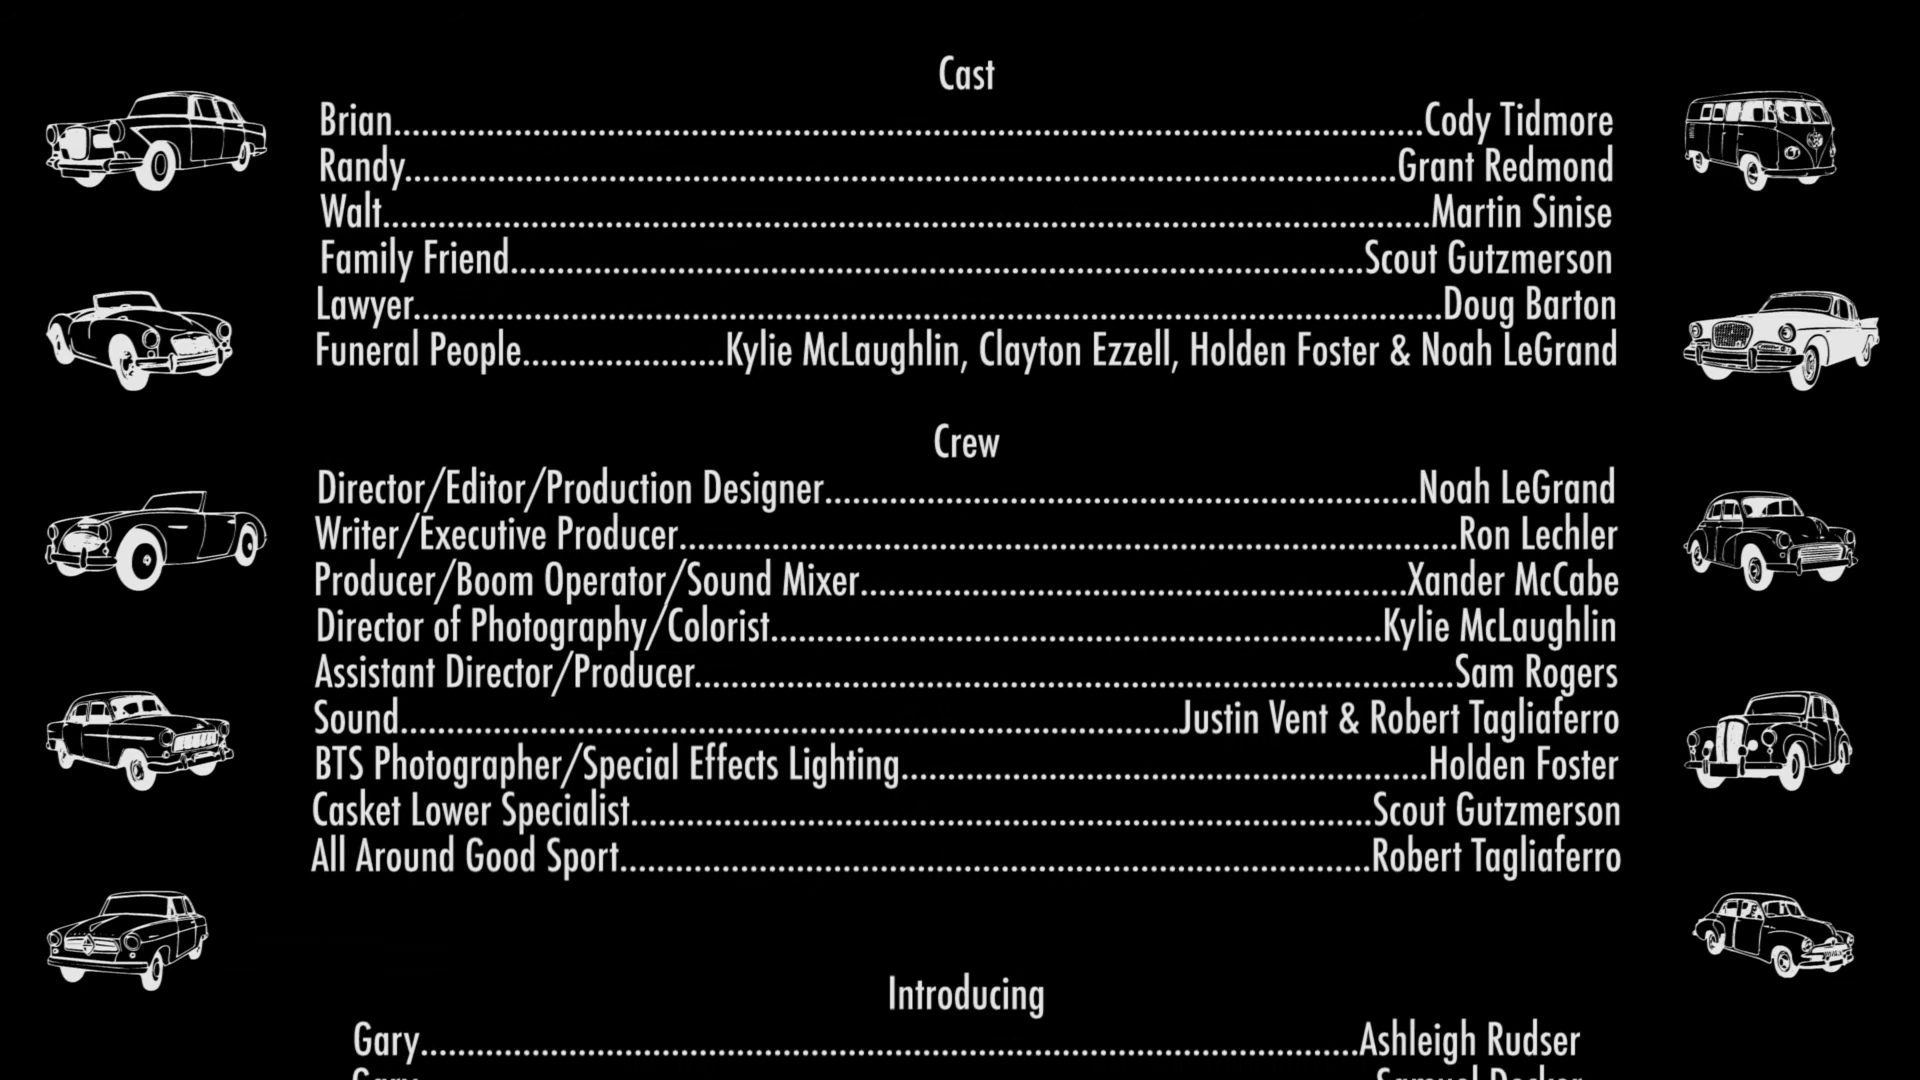 Cast
Brian........................Cody Tidmore
Randy........................Grant Redmond
Walt........................Martin Sinise
Family Friend........................Scout Gutzmerson
Lawyer........................Doug Barton
Funeral People......................Kylie McLaughlin, Clayton Ezzell, Holden Foster & Noah LeGrand
Crew
Director/Editor/Production Designer........................Noah LeGrand
Writer/Executive Producer........................Ron Lechler
Producer/Boom Operator/Sound Mixer........................Xander McCabe
Director of Photography/Colorist........................Kylie McLaughlin
Assistant Director/Producer........................Sam Rogers
Sound........................Justin Vent & Robert Tagliaferro
BTS Photographer/Special Effects Lighting........................Holden Foster
Casket Lower Specialist........................Scout Gutzmerson
All Around Good Sport........................Robert Tagliaferro
Introducing
Gary........................Ashleigh Rudser